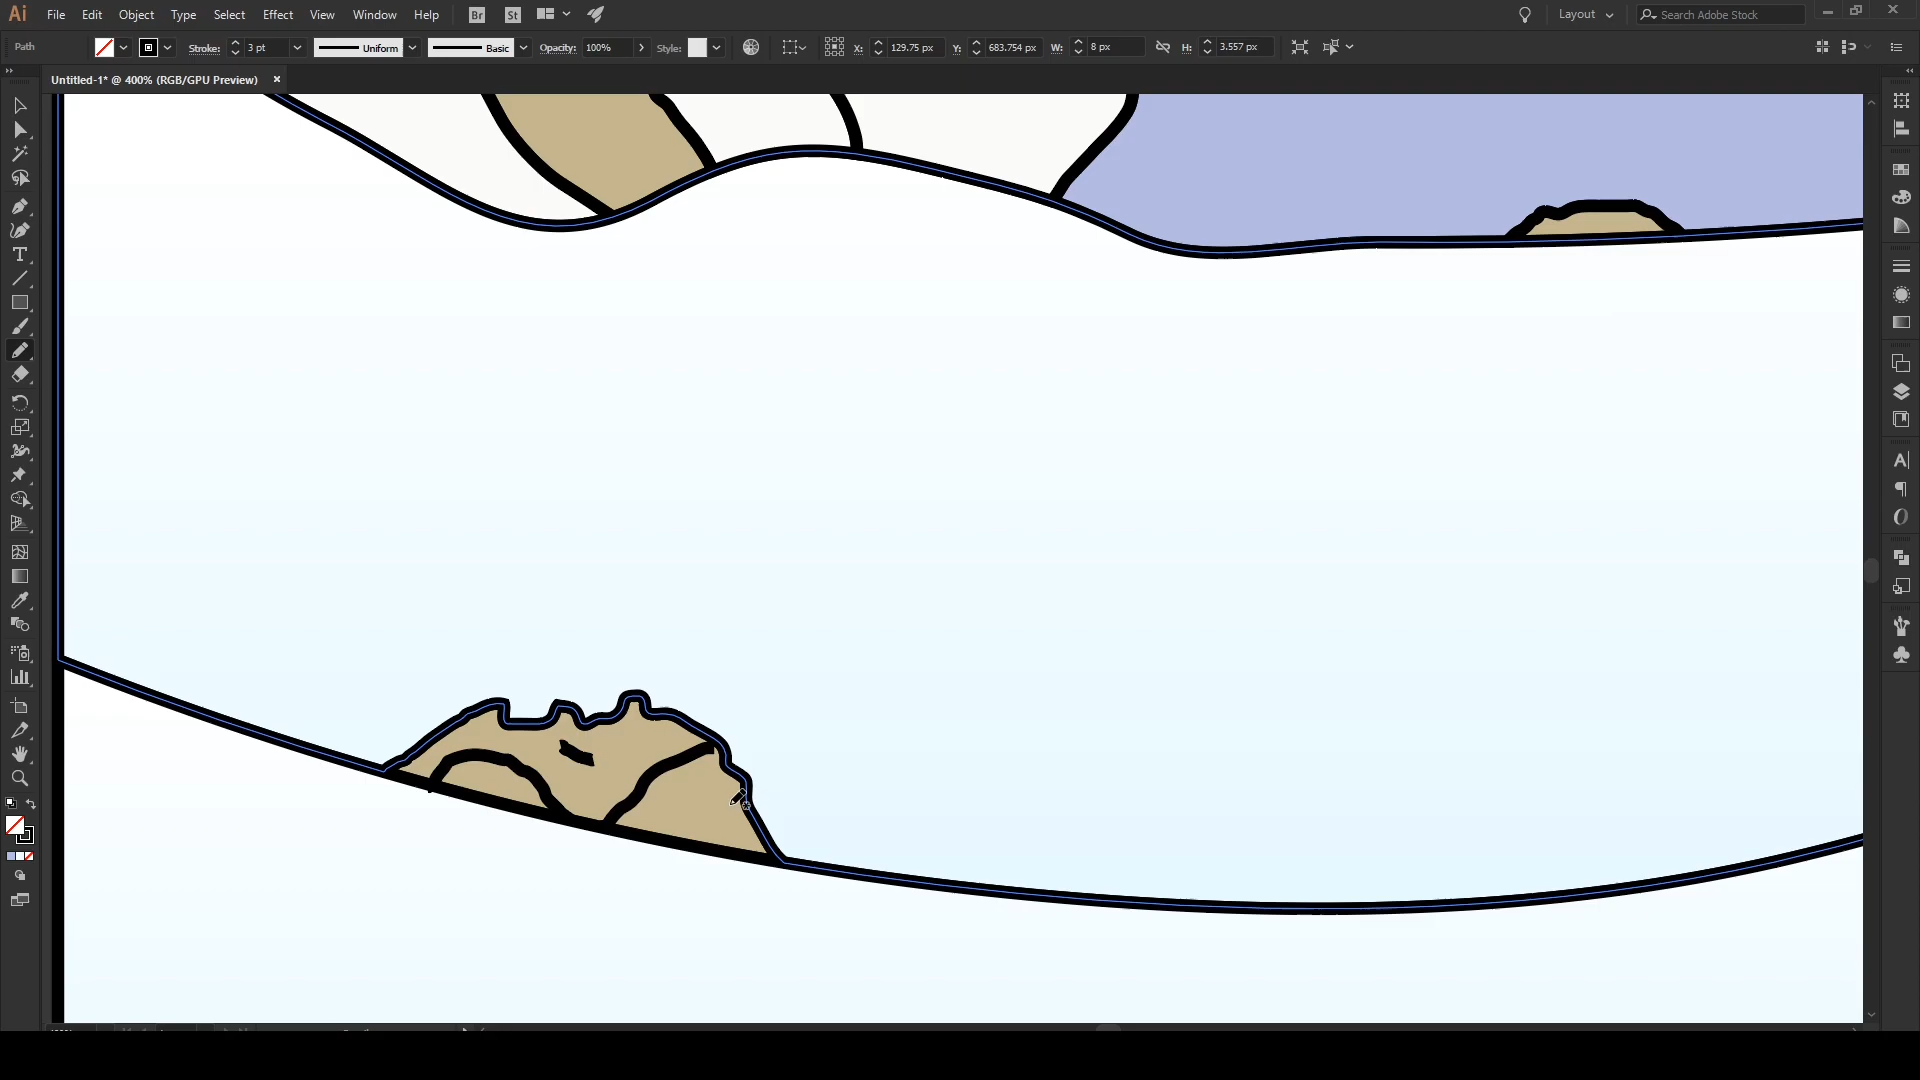 Ai File Edit Object Type Select Effect View Window Help Br St Layout Search Adobe Stock
Path Stroke: 3 pt Uniform Basic Opacity: 100% Style: X: 129.75 px Y: 683.754 px W: 8 px H: 3.557 px
Untitled-1* @ 400% (RGB/GPU Preview)